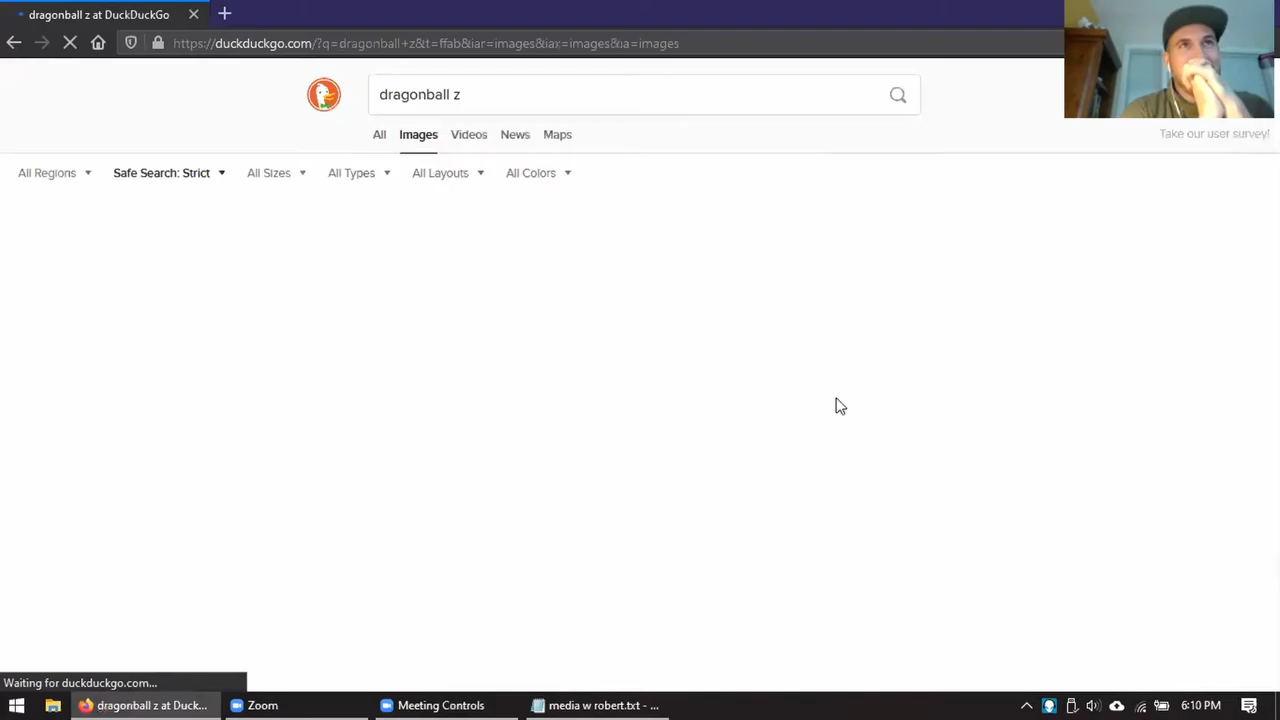 dragonball z at DuckDuckGo
https://duckduckgo.com/?q=dragonball+z&t=ffab&iar=images&iax=images&ia=images
dragonball z
All Images Videos News Maps
Take our user survey!
All Regions Safe Search: Strict All Sizes All Types All Layouts All Colors
Waiting for duckduckgo.com...
dragonball z at Duck... Zoom Meeting Controls media w robert.txt - ... 6:10 PM